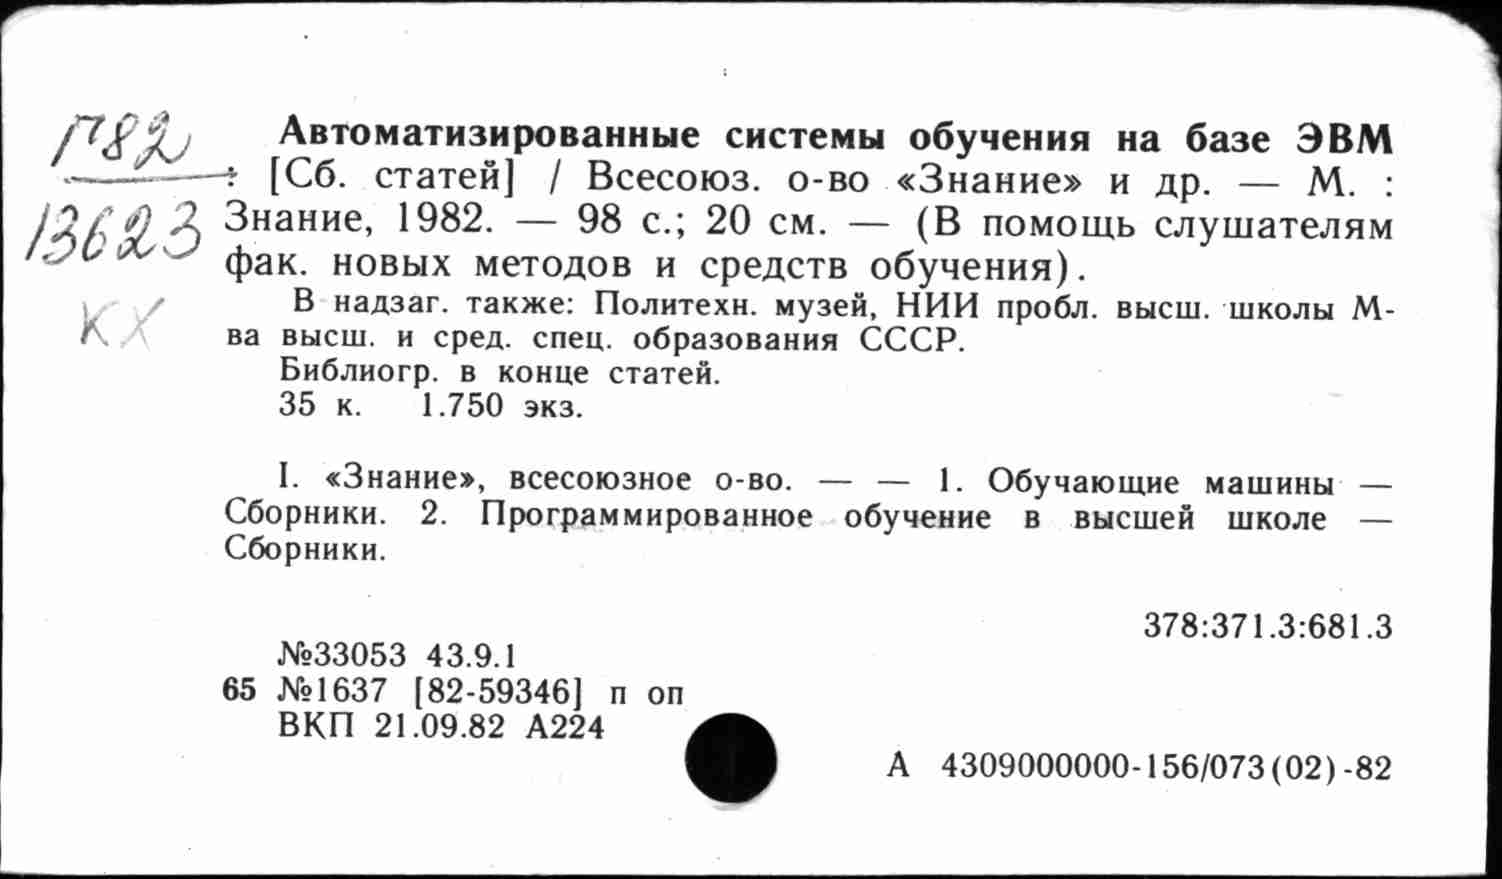 П82
13623
КХ
Автоматизированные системы обучения на базе ЭВМ
: [Сб. статей] / Всесоюз. о-во «Знание» и др. — М. :
Знание, 1982. — 98 с.; 20 см. — (В помощь слушателям
фак. новых методов и средств обучения).
В надзаг. также: Политехн. музей, НИИ пробл. высш. школы М-
ва высш. и сред. спец. образования СССР.
Библиогр. в конце статей.
35 к. 1.750 экз.
I. «Знание», всесоюзное о-во. — — 1. Обучающие машины —
Сборники. 2. Программированное обучение в высшей школе —
Сборники.
378:371.3:681.3
№33053 43.9.1
65 №1637 [82-59346] п оп
ВКП 21.09.82 А224
А 4309000000-156/073(02)-82